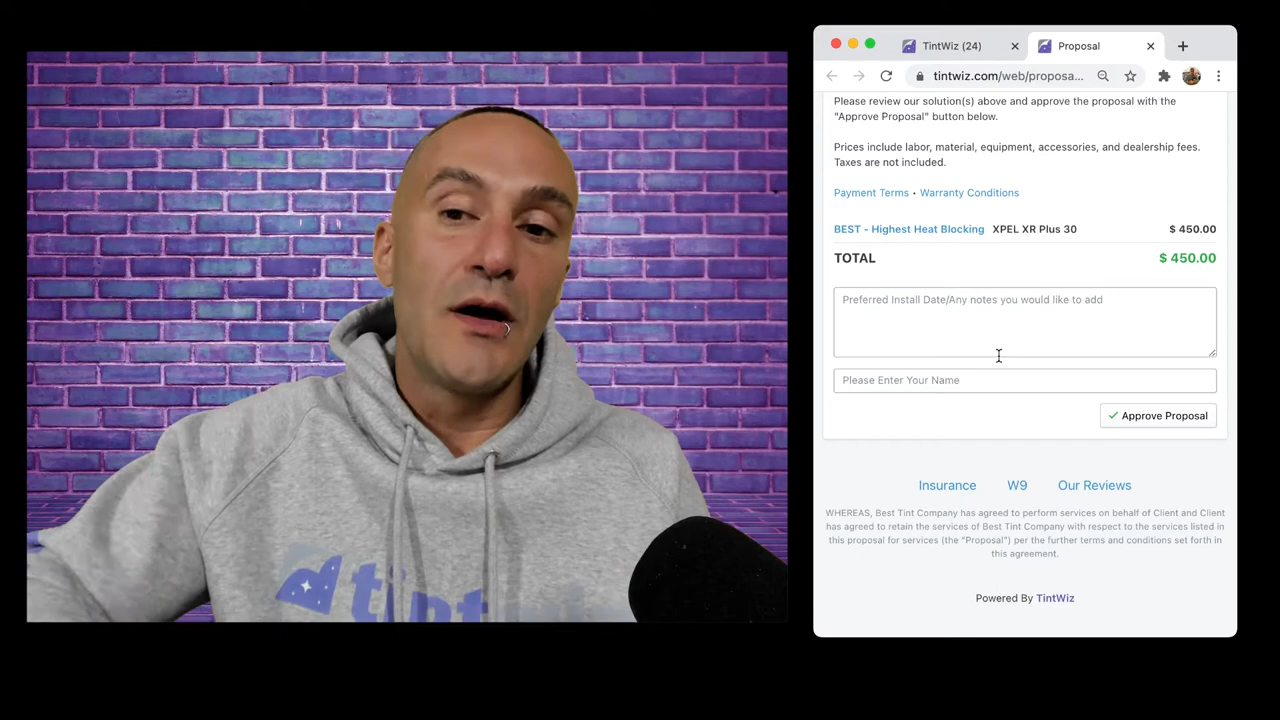 TintWiz (24)
Proposal
tintwiz.com/web/proposa...
Please review our solution(s) above and approve the proposal with the
"Approve Proposal" button below.
Prices include labor, material, equipment, accessories, and dealership fees.
Taxes are not included.
Payment Terms • Warranty Conditions
BEST - Highest Heat Blocking XPEL XR Plus 30 $ 450.00
TOTAL $ 450.00
Preferred Install Date/Any notes you would like to add
Please Enter Your Name
Approve Proposal
Insurance W9 Our Reviews
WHEREAS, Best Tint Company has agreed to perform services on behalf of Client and Client
has agreed to retain the services of Best Tint Company with respect to the services listed in
this proposal for services (the “Proposal”) per the further terms and conditions set forth in
this agreement.
Powered By TintWiz